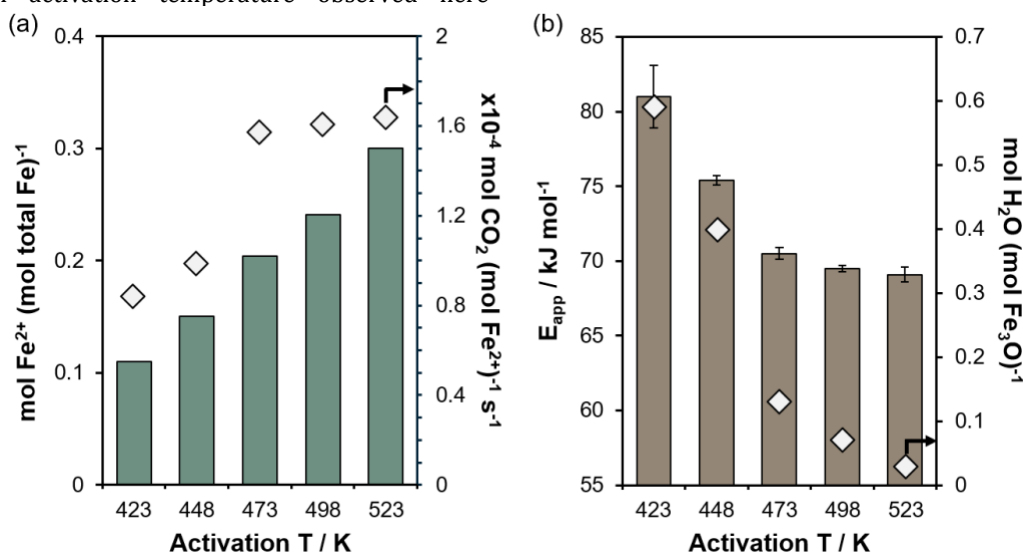 activation temperature observed here
(a)
0.4
0.3
0.2
0.1
0
mol Fe2+ (mol total Fe)-1
2
1.6
1.2
0.8
0.4
0
x10-4 mol CO2 (mol Fe2+)-1 s-1
423 448 473 498 523
Activation T / K
(b)
85
80
75
70
65
60
55
Eapp / kJ mol-1
0.7
0.6
0.5
0.4
0.3
0.2
0.1
0
mol H2O (mol Fe3O)-1
423 448 473 498 523
Activation T / K